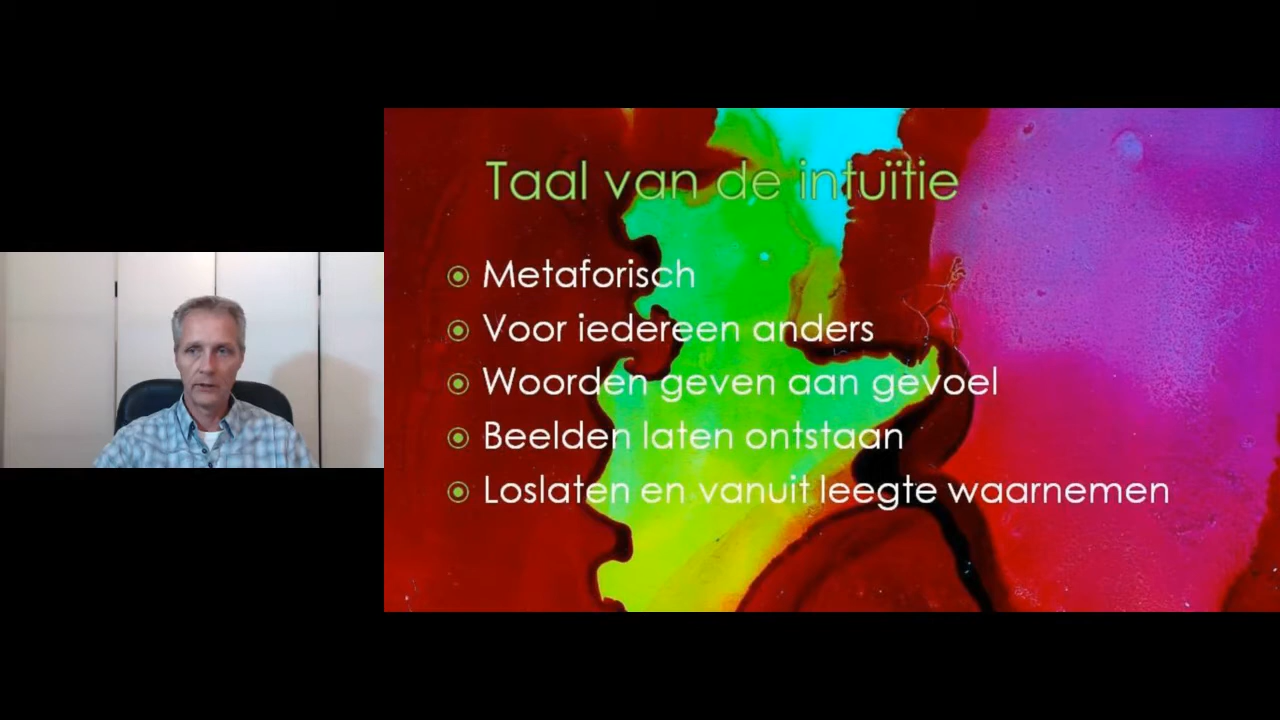 Taal van de intuïtie
Metaforisch
Voor iedereen anders
Woorden geven aan gevoel
Beelden laten ontstaan
Loslaten en vanuit leegte waarnemen